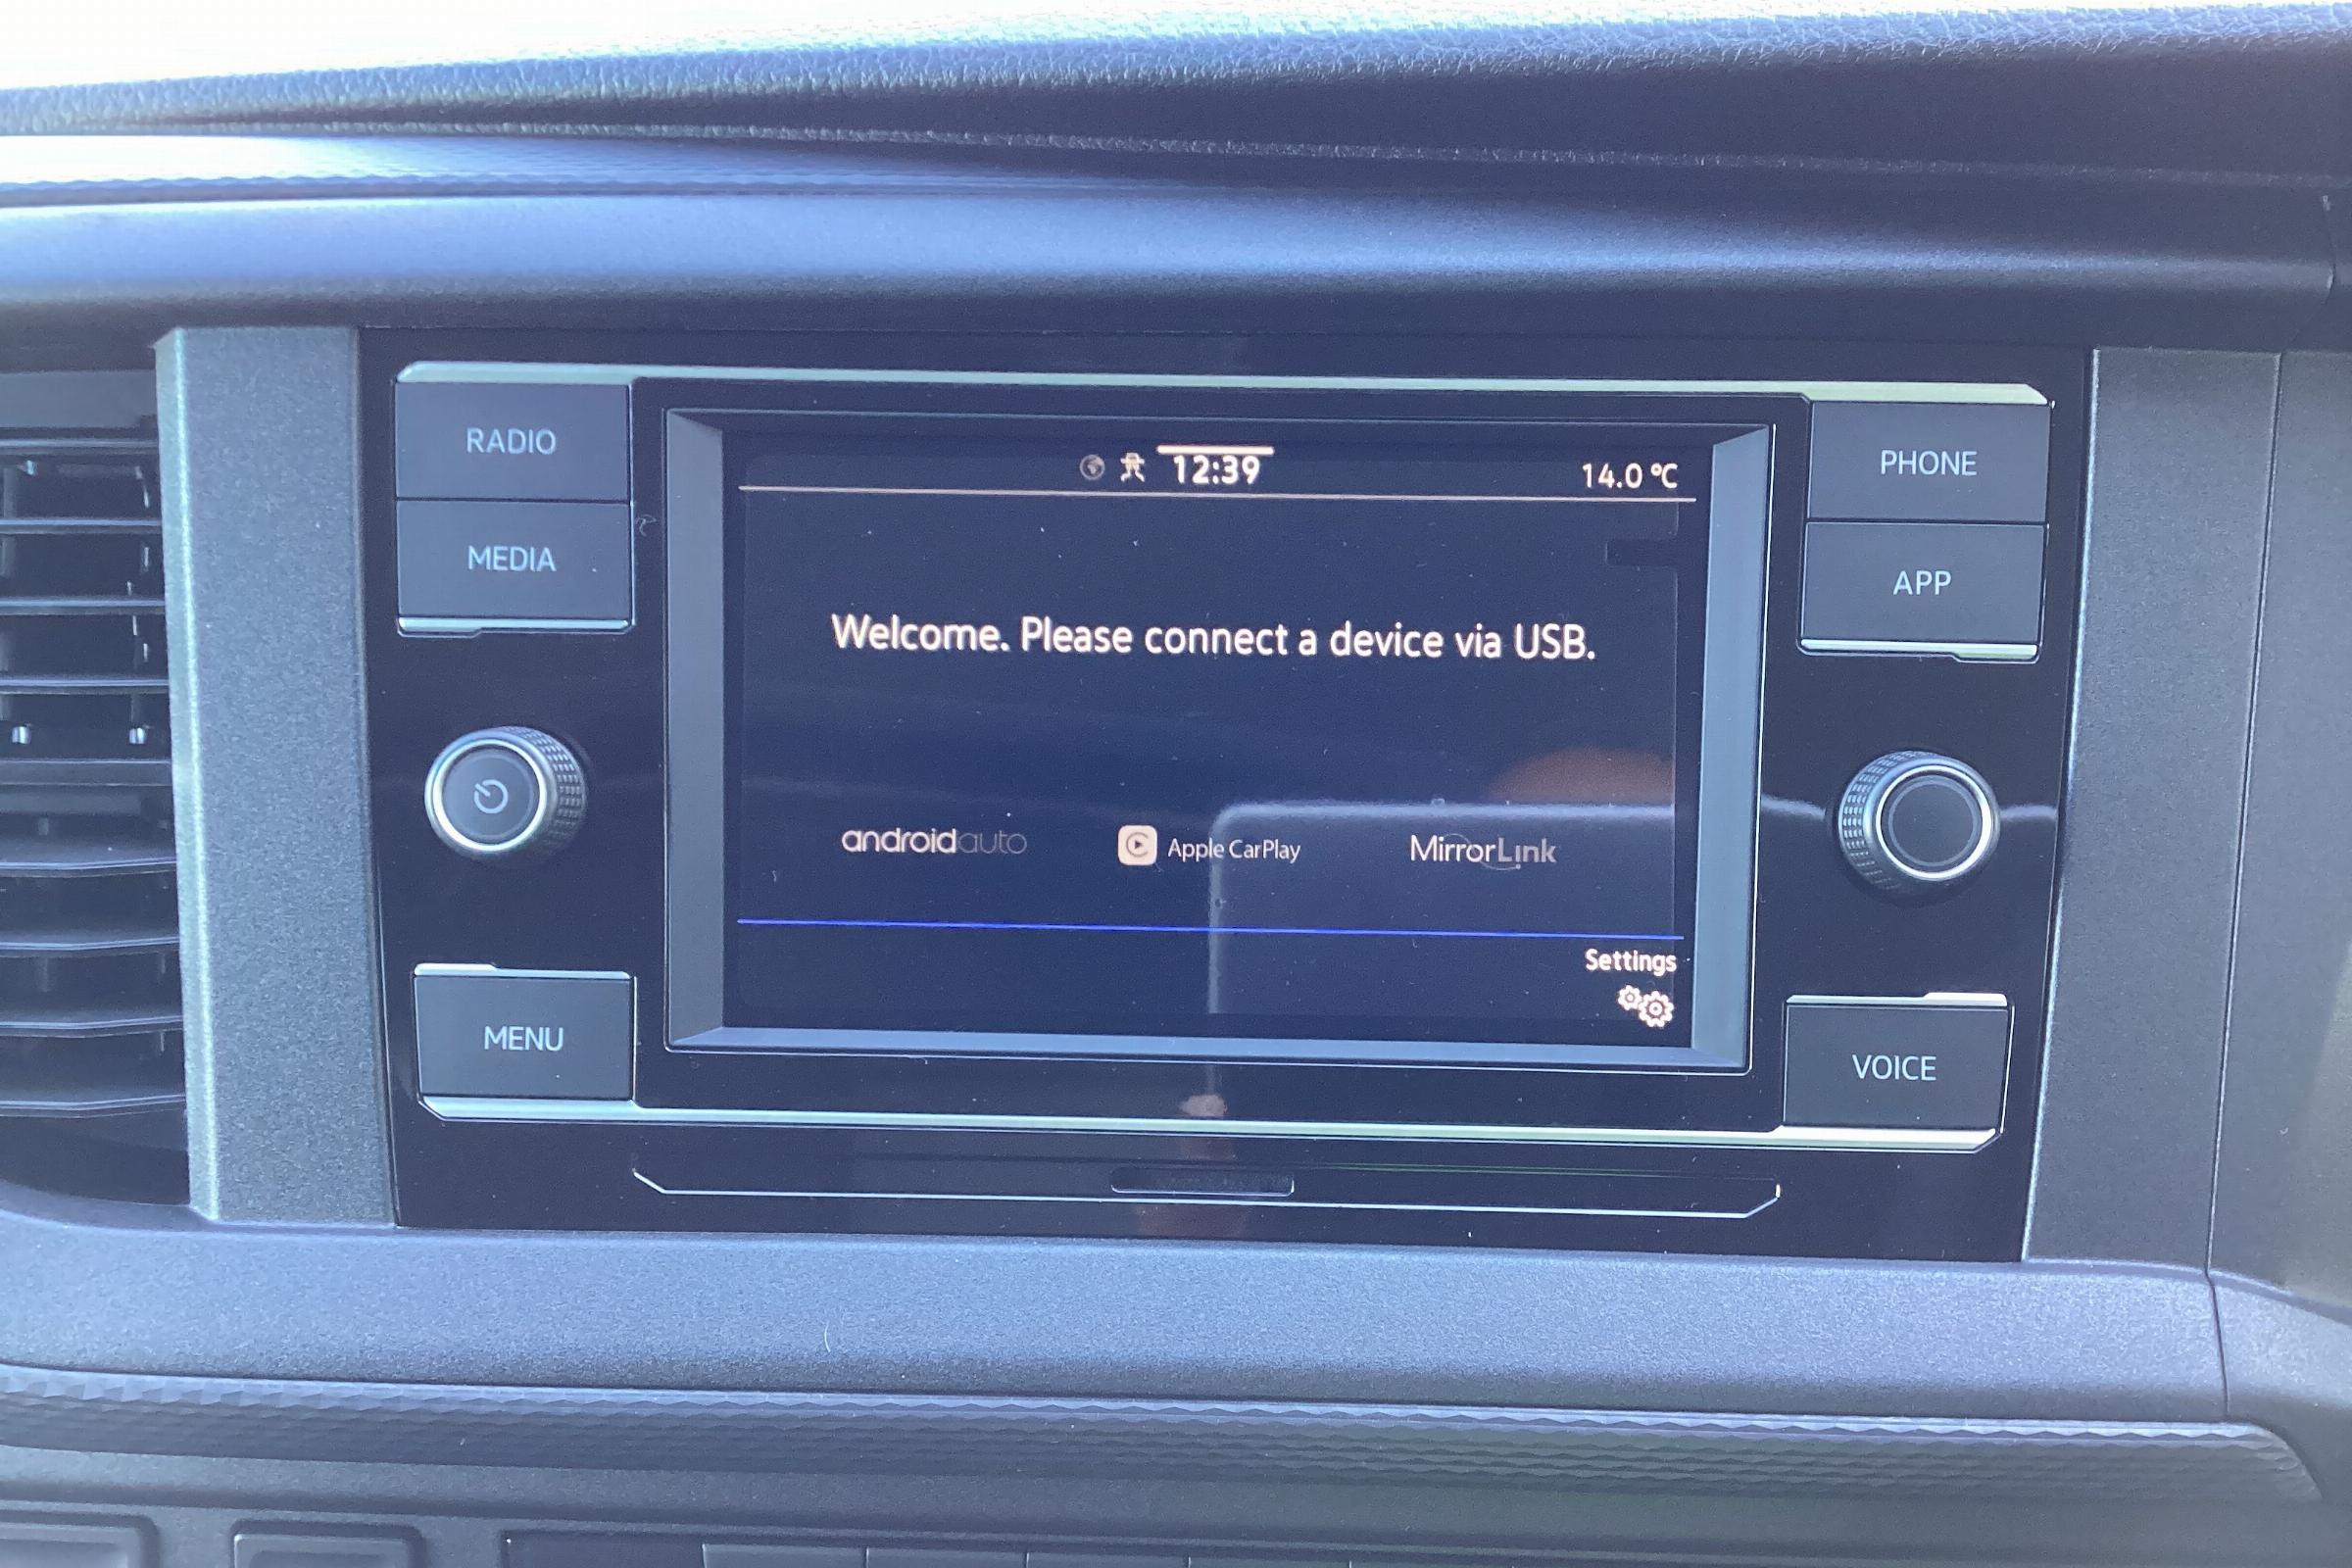 RADIO
MEDIA
MENU
12:39
14.0 °C
Welcome. Please connect a device via USB.
androidauto
Apple CarPlay
MirrorLink
Settings
PHONE
APP
VOICE